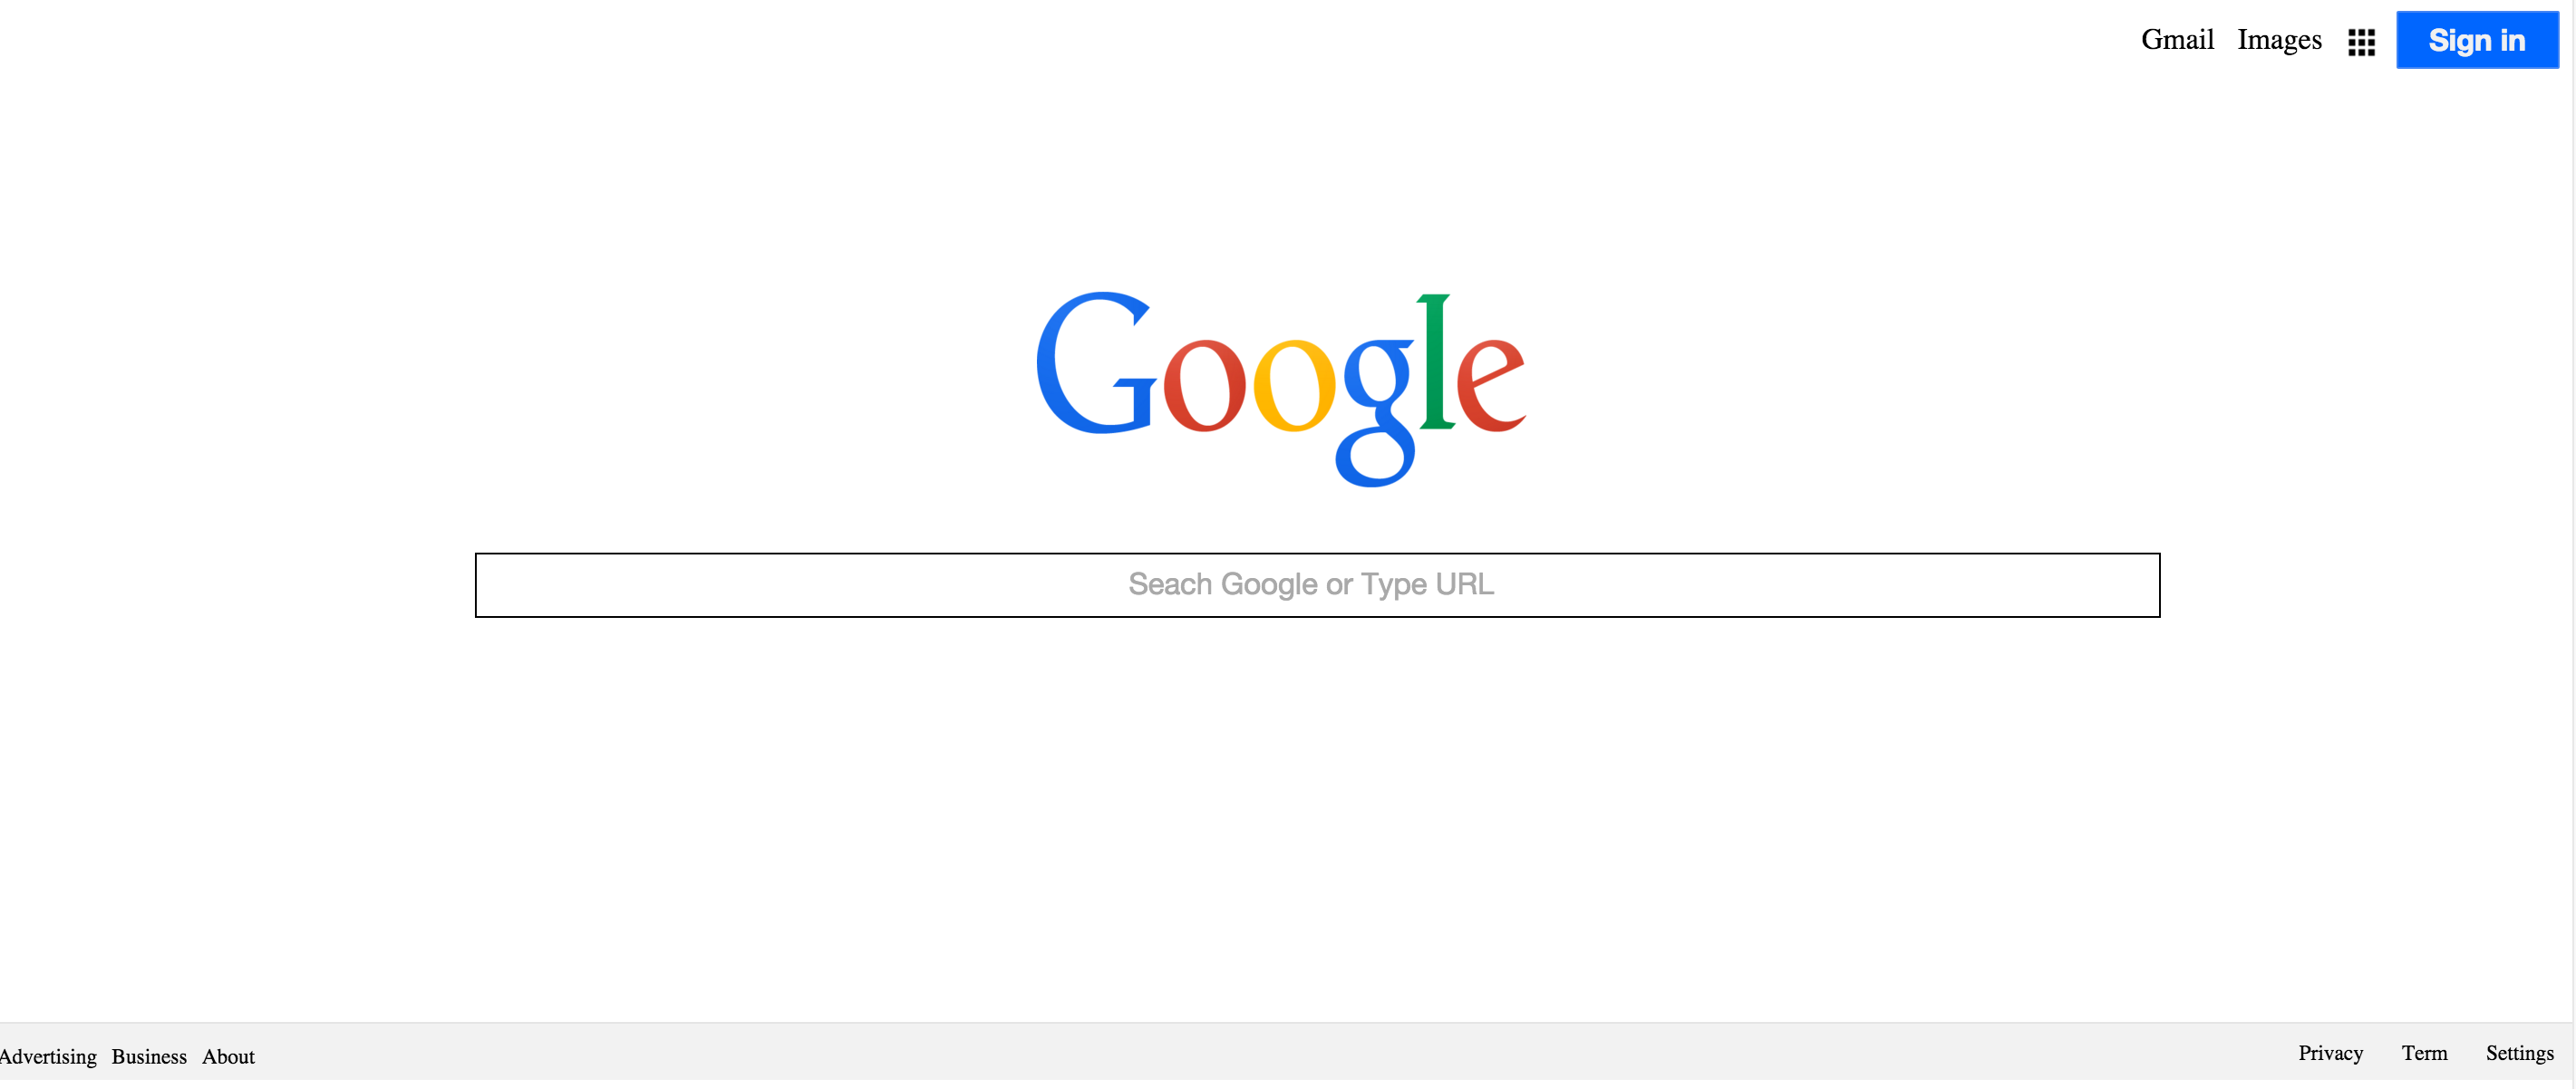 Gmail Images Sign in
Google
Seach Google or Type URL
Advertising Business About Privacy Term Settings